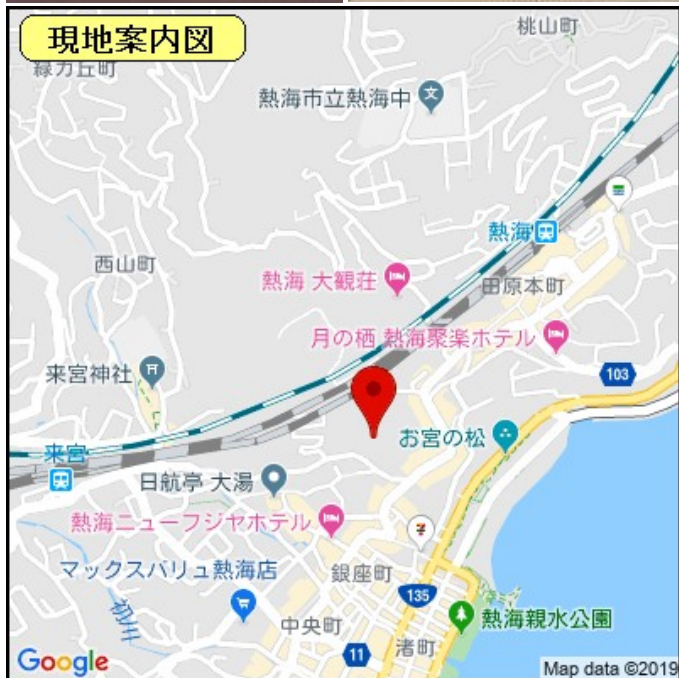 現地案内図
桃山町
緑ガ丘町
熱海市立熱海中
文
熱海
西山町
熱海 大観荘
田原本町
月の栖 熱海聚楽ホテル
来宮神社
103
お宮の松
来宮
日航亭 大湯
熱海ニューフジヤホテル
マックスバリュ熱海店
銀座町
135
初川
熱海親水公園
中央町
渚町
11
Google
Map data ©2019